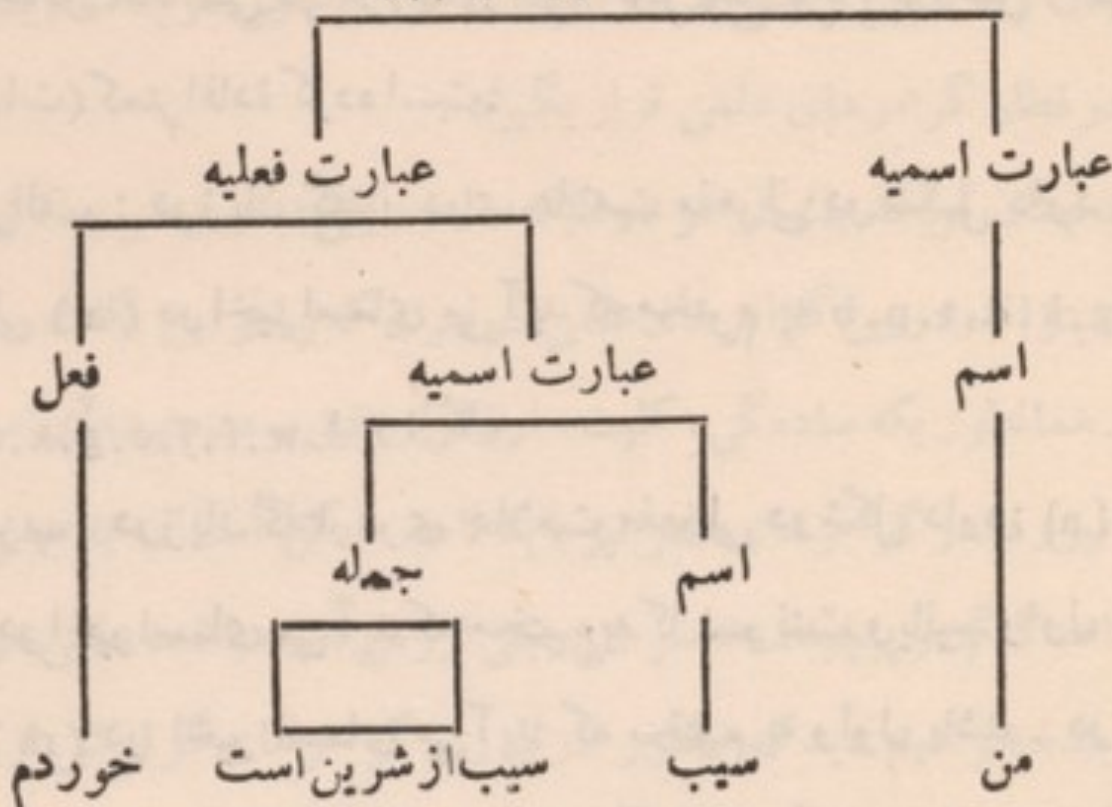 عبارت اسمیه عبارت فعلیه
اسم عبارت اسمیه فعل
اسم جمله
من سیب سیب از شرین است خوردم